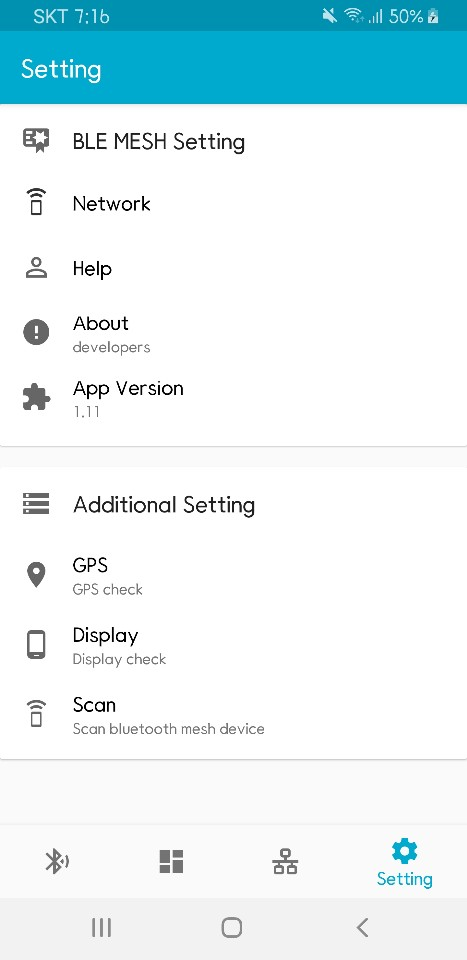 SKT 7:16
50%
Setting
BLE MESH Setting
Network
Help
About
developers
App Version
1.11
Additional Setting
GPS
GPS check
Display
Display check
Scan
Scan bluetooth mesh device
Setting